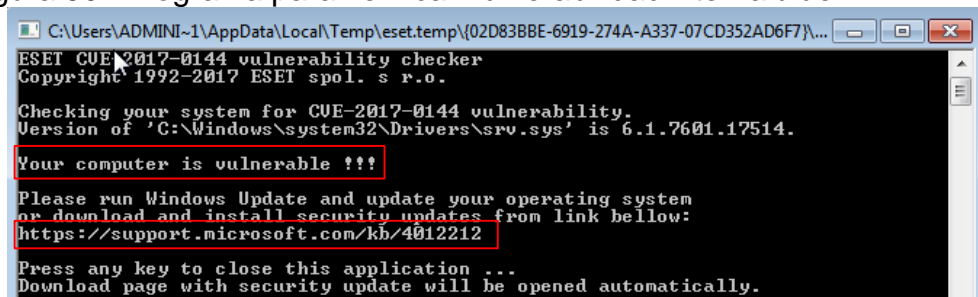 C:\Users\ADMINI~1\AppData\Local\Temp\eset.temp\{02D83BBE-6919-274A-A337-07CD352AD6F7}\...
ESET CVE-2017-0144 vulnerability checker
Copyright 1992-2017 ESET spol. s r.o.
Checking your system for CVE-2017-0144 vulnerability.
Version of 'C:\Windows\system32\Drivers\srv.sys' is 6.1.7601.17514.
Your computer is vulnerable !!!
Please run Windows Update and update your operating system
or download and install security updates from link bellow:
https://support.microsoft.com/kb/4012212
Press any key to close this application ...
Download page with security update will be opened automatically.